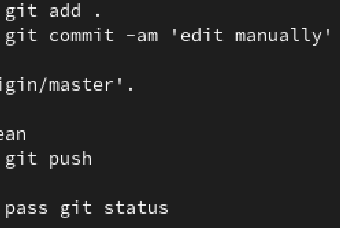 git add .
git commit -am 'edit manually'
igin/master'.
ean
git push
pass git status